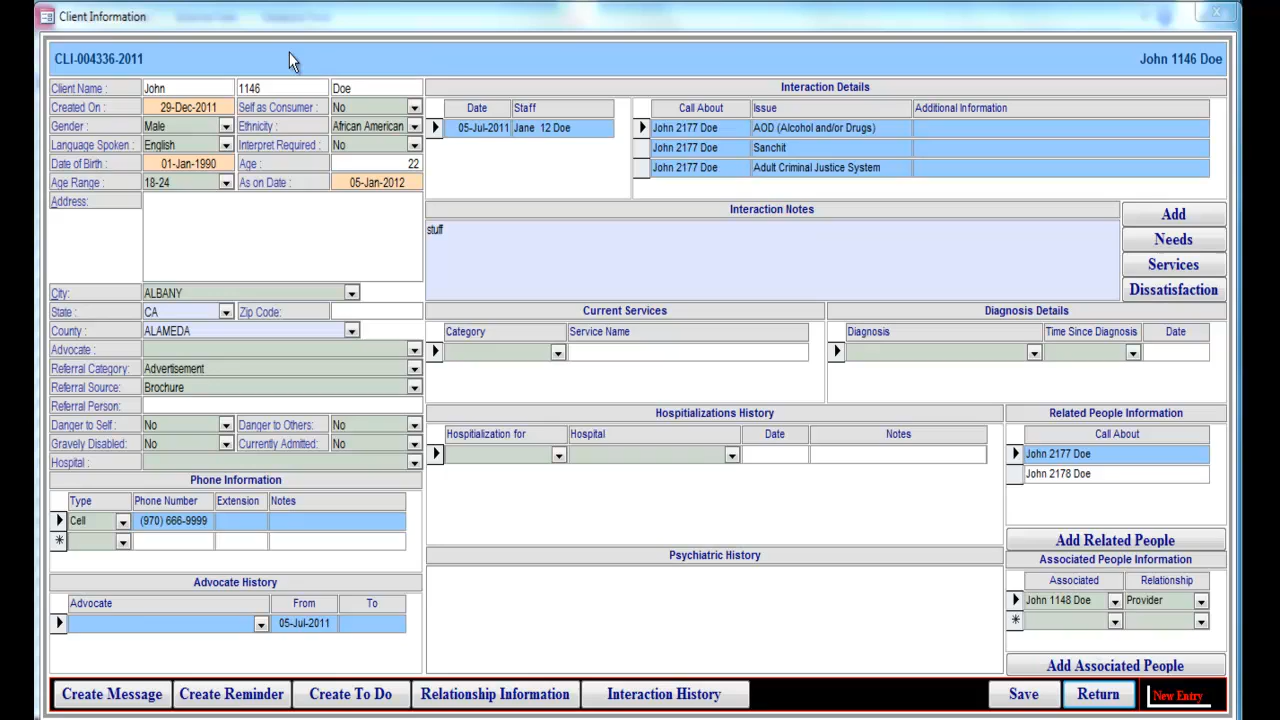 Client Information
CLI-004336-2011
John 1146 Doe
Client Name :
John
1146
Doe
Created On :
29-Dec-2011
Self as Consumer :
No
Gender :
Male
Ethnicity :
African American
Language Spoken :
English
Interpret Required :
No
Date of Birth :
01-Jan-1990
Age :
22
Age Range :
18-24
As on Date :
05-Jan-2012
Address:
City:
ALBANY
State :
CA
Zip Code:
County :
ALAMEDA
Advocate :
Referral Category:
Advertisement
Referral Source:
Brochure
Referral Person:
Danger to Self :
No
Danger to Others:
No
Gravely Disabled:
No
Currently Admitted:
No
Hospital :
Phone Information
Type
Phone Number
Extension
Notes
Cell
(970) 666-9999
Advocate History
Advocate
From
To
05-Jul-2011
Interaction Details
Date
Staff
05-Jul-2011
Jane 12 Doe
Call About
Issue
Additional Information
John 2177 Doe
AOD (Alcohol and/or Drugs)
John 2177 Doe
Sanchit
John 2177 Doe
Adult Criminal Justice System
Interaction Notes
stuff
Add
Needs
Services
Dissatisfaction
Current Services
Category
Service Name
Diagnosis Details
Diagnosis
Time Since Diagnosis
Date
Hospitializations History
Hospitialization for
Hospital
Date
Notes
Related People Information
Call About
John 2177 Doe
John 2178 Doe
Add Related People
Psychiatric History
Associated People Information
Associated
Relationship
John 1148 Doe
Provider
Add Associated People
Create Message
Create Reminder
Create To Do
Relationship Information
Interaction History
Save
Return
New Entry